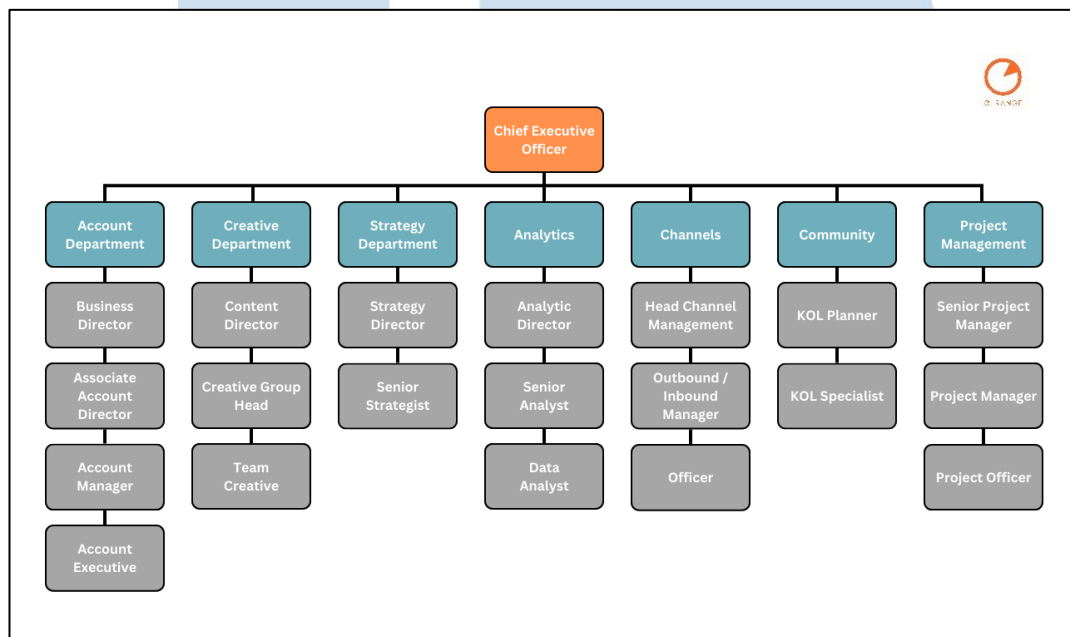 Chief Executive
Officer
Account
Department
Creative
Department
Strategy
Department
Analytics
Channels
Community
Project
Management
Business
Director
Content
Director
Strategy
Director
Analytic
Director
Head Channel
Management
KOL Planner
Senior Project
Manager
Associate
Account
Director
Creative Group
Head
Senior
Strategist
Senior
Analyst
Outbound /
Inbound
Manager
KOL Specialist
Project Manager
Account
Manager
Team
Creative
Data
Analyst
Officer
Project Officer
Account
Executive